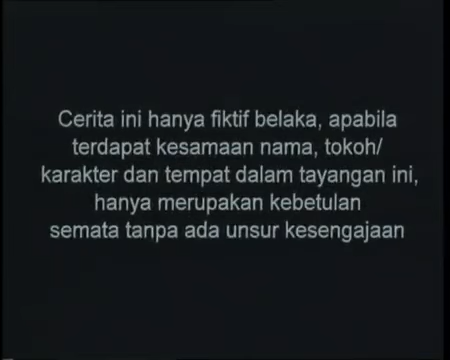 Cerita ini hanya fiktif belaka, apabila
terdapat kesamaan nama, tokoh/
karakter dan tempat dalam tayangan ini,
hanya merupakan kebetulan
semata tanpa ada unsur kesengajaan